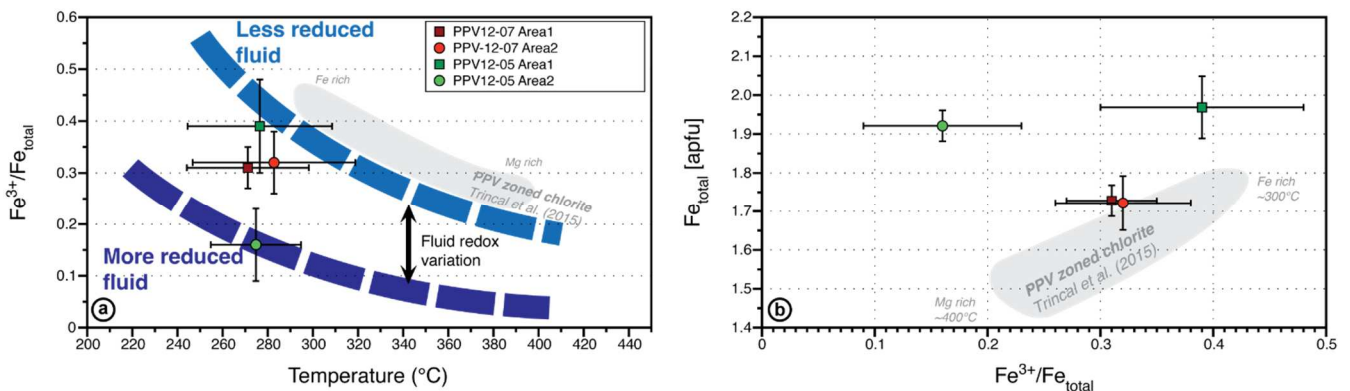 0.6
0.5
0.4
0.3
0.2
0.1
0
Fe3+/Fetotal
Less reduced
fluid
PPV12-07 Area1
PPV-12-07 Area2
PPV12-05 Area1
PPV12-05 Area2
Fe rich
Mg rich
PPV zoned chlorite
Trincal et al. (2015)
Fluid redox
variation
More reduced
fluid
a
200 220 240 260 280 300 320 340 360 380 400 420 440
Temperature (°C)
2.2
2.1
2.0
1.9
1.8
1.7
1.6
1.5
1.4
Fetotal [apfu]
Fe rich
~300°C
PPV zoned chlorite
Trincal et al. (2015).
Mg rich
~400°C
b
0 0.1 0.2 0.3 0.4 0.5
Fe3+/Fetotal